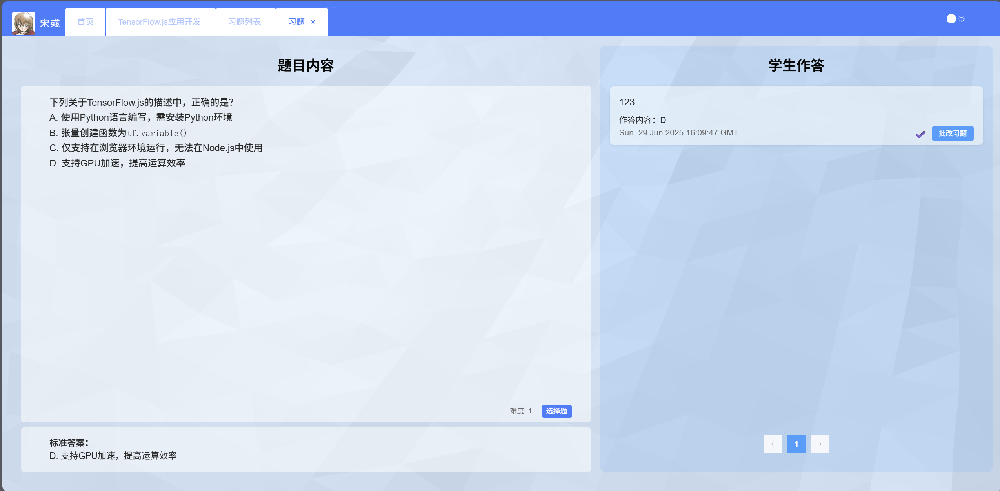 宋彧
首页
TensorFlow.js应用开发
习题列表
习题
题目内容
下列关于TensorFlow.js的描述中，正确的是？
A. 使用Python语言编写，需安装Python环境
B. 张量创建函数为tf.variable()
C. 仅支持在浏览器环境运行，无法在Node.js中使用
D. 支持GPU加速，提高运算效率
难度: 1
选择题
标准答案：
D. 支持GPU加速，提高运算效率
学生作答
123
作答内容：D
Sun, 29 Jun 2025 16:09:47 GMT
批改习题
1